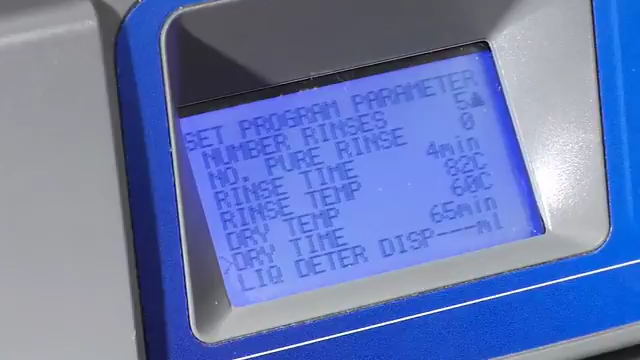 SET PROGRAM PARAMETER
NUMBER RINSES 5▲
NO. PURE RINSE 0
RINSE TIME 4min
RINSE TEMP 82C
DRY TEMP 60C
>DRY TIME 65min
LIQ DETER DISP---ml